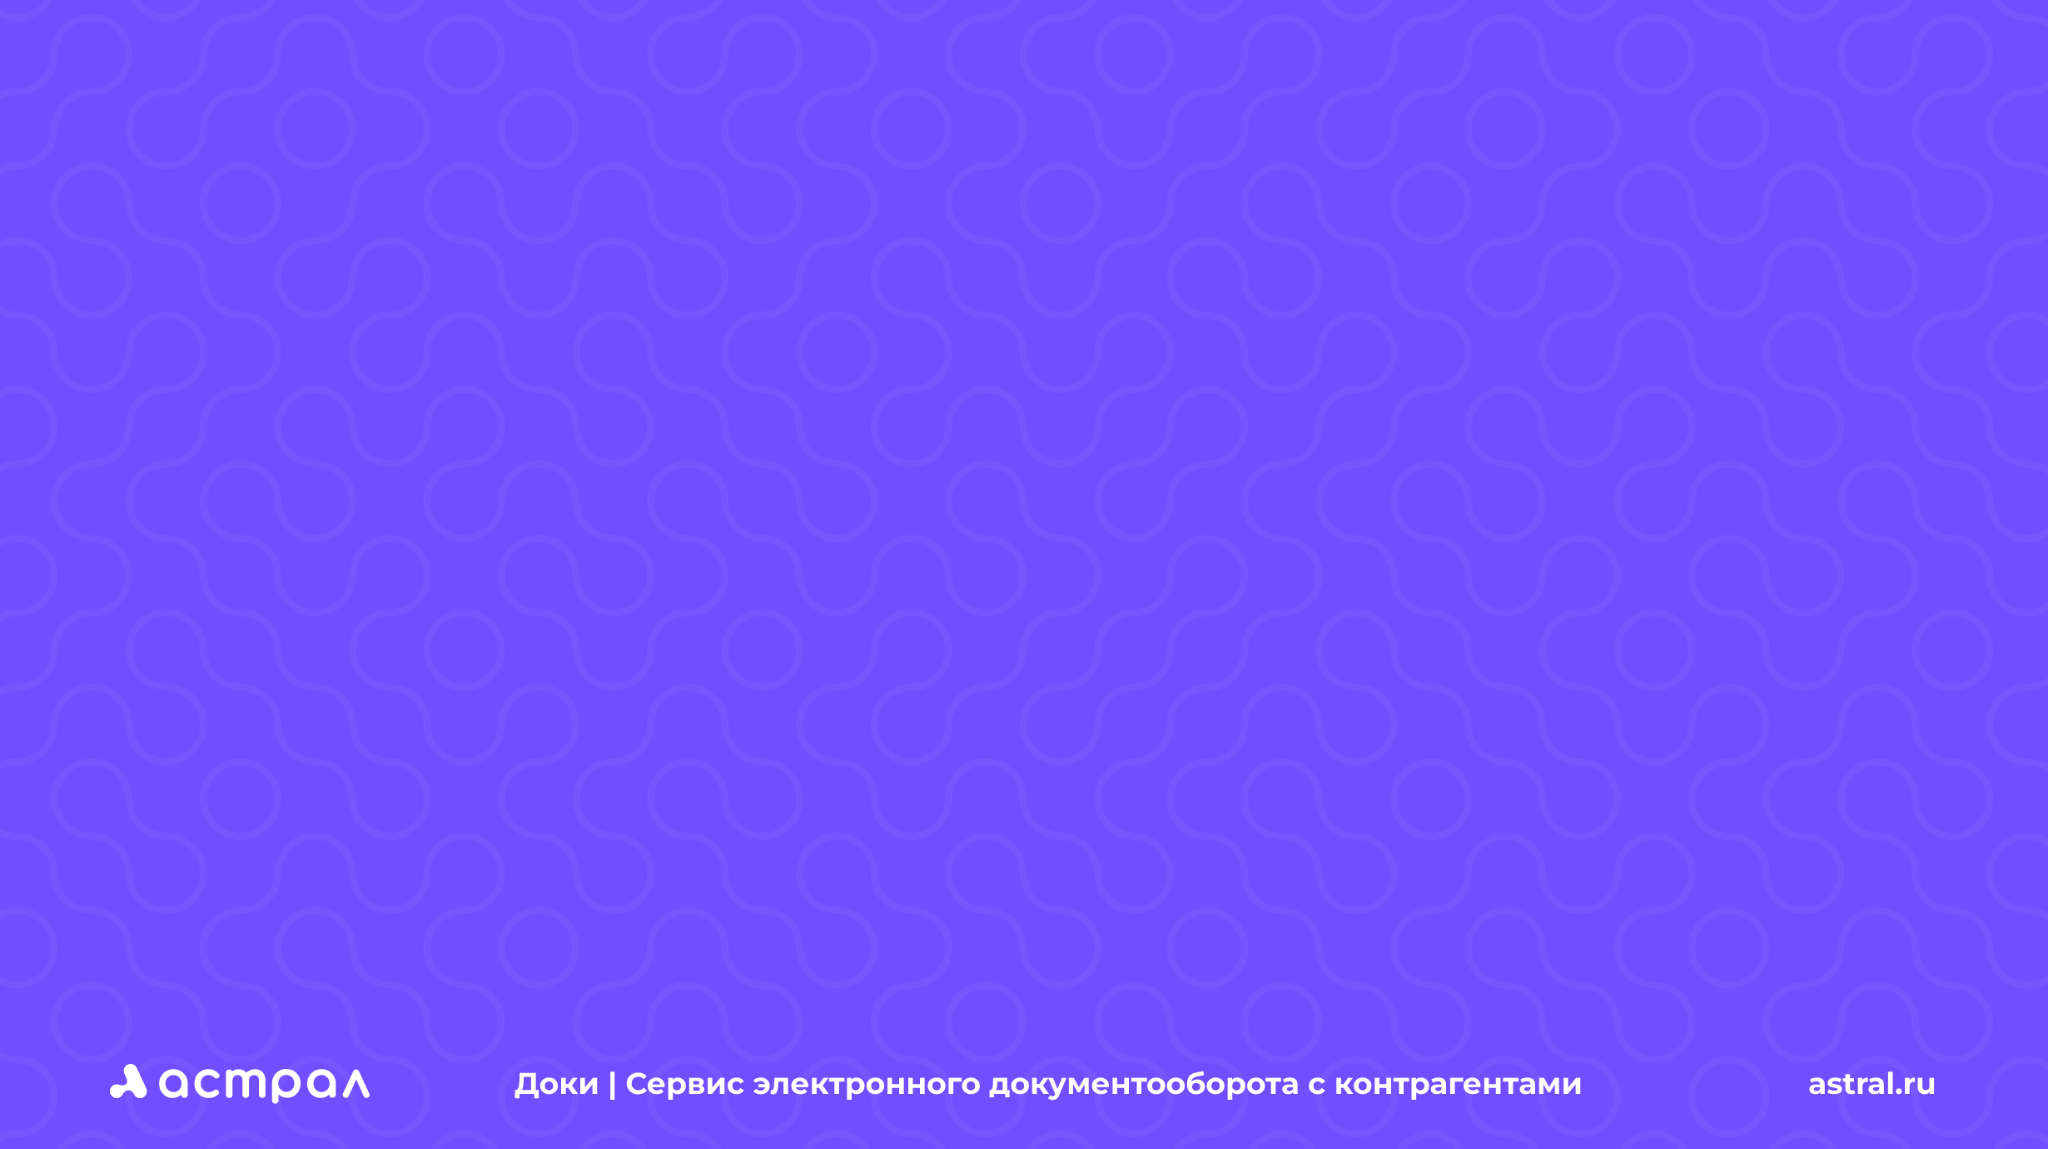 астрал
Доки | Сервис электронного документооборота с контрагентами
astral.ru